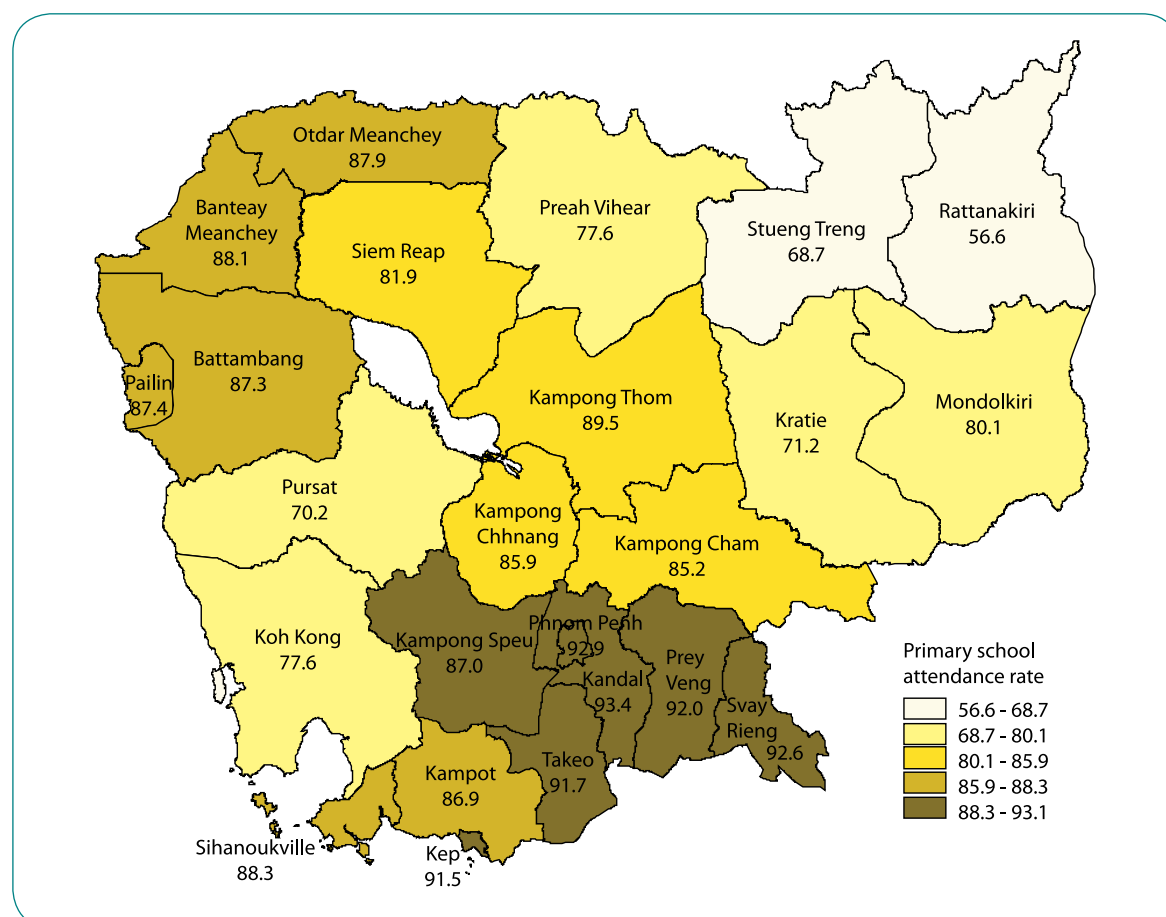 Otdar Meanchey
87.9
Banteay
Meanchey
88.1
Siem Reap
81.9
Preah Vihear
77.6
Stueng Treng
68.7
Rattanakiri
56.6
Battambang
87.3
Pailin
87.4
Kampong Thom
89.5
Kratie
71.2
Mondolkiri
80.1
Pursat
70.2
Kampong
Chhnang
85.9
Kampong Cham
85.2
Koh Kong
77.6
Kampong Speu
87.0
Phnom Penh
92.9
Kandal
93.4
Prey
Veng
92.0
Svay
Rieng
92.6
Takeo
91.7
Kampot
86.9
Sihanoukville
88.3
Kep
91.5
Primary school
attendance rate
56.6 - 68.7
68.7 - 80.1
80.1 - 85.9
85.9 - 88.3
88.3 - 93.1